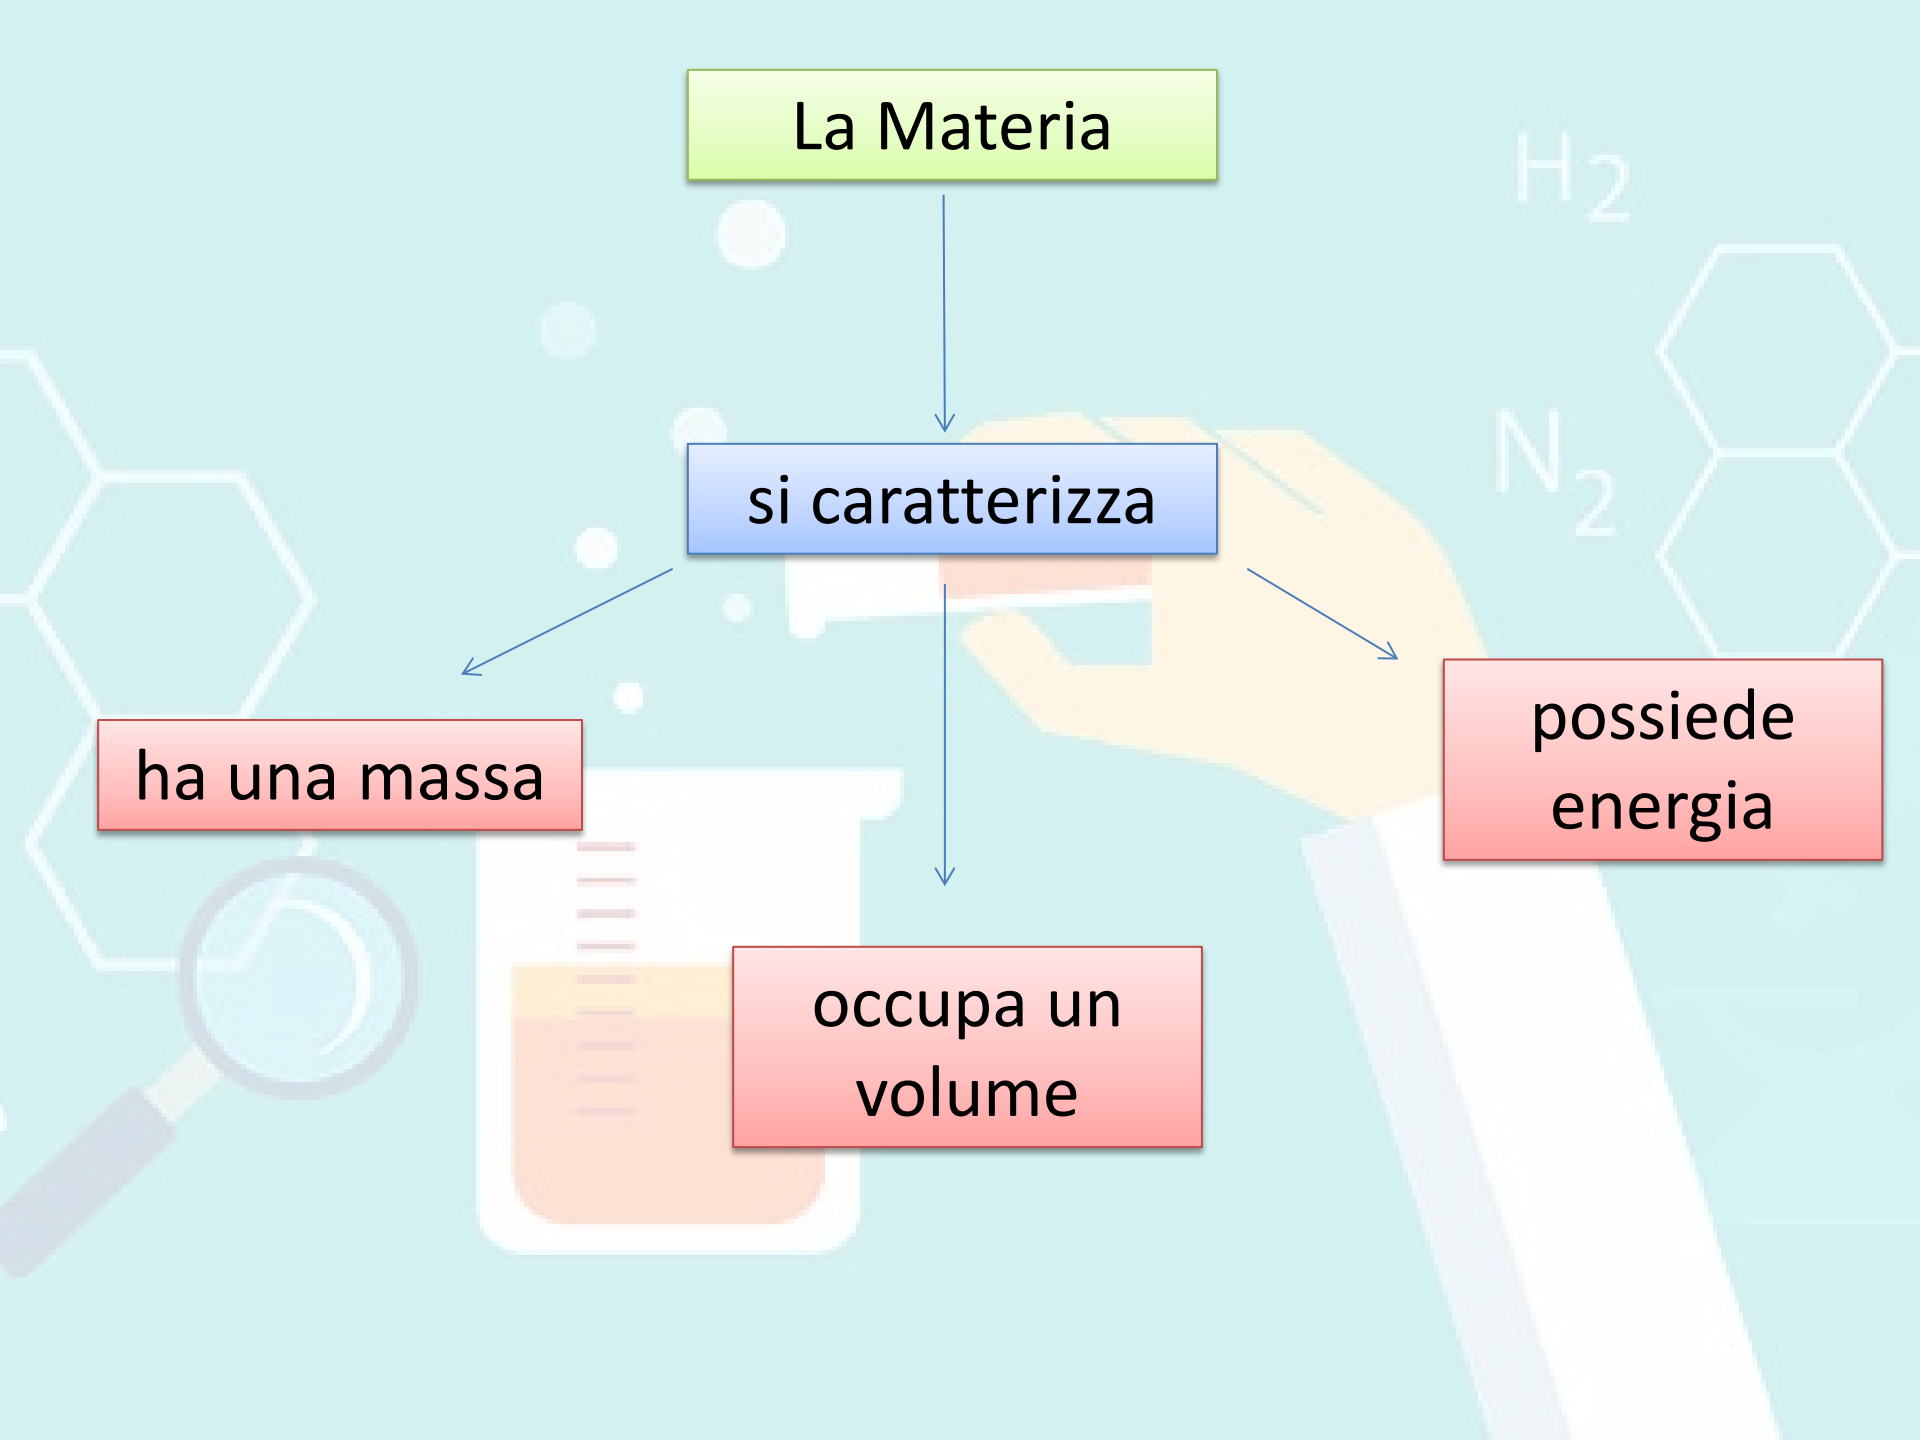 La Materia
H2
N2
si caratterizza
ha una massa
possiede
energia
occupa un
volume